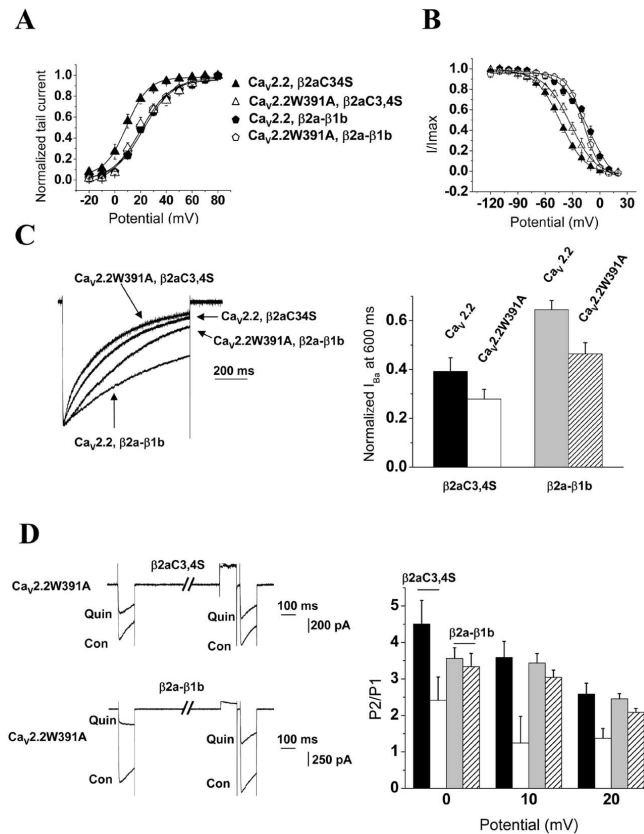 A
Normalized tail current
1.0
0.8
0.6
0.4
0.2
0.0
-20 0 20 40 60 80
Potential (mV)
Cav2.2, β2aC34S
Cav2.2W391A, β2aC3,4S
Cav2.2, β2a-β1b
Cav2.2W391A, β2a-β1b
B
I/Imax
1.0
0.8
0.6
0.4
0.2
0.0
-0.2
-120 -90 -60 -30 0 30
Potential (mV)
C
Cav2.2W391A, β2aC3,4S
Cav2.2, β2aC34S
Cav2.2W391A, β2a-β1b
200 ms
Cav2.2, β2a-β1b
Normalized IBa at 600 ms
0.6
0.4
0.2
0.0
Cav 2.2
Cav2.2W391A
Cav 2.2
Cav2.2W391A
β2aC3,4S
β2a-β1b
D
β2aC3,4S
Cav2.2W391A
Quin
Con
Quin
Con
100 ms
200 pA
β2a-β1b
Cav2.2W391A
Quin
Con
Quin
Con
100 ms
250 pA
P2/P1
5
4
3
2
1
0
β2aC3,4S
β2a-β1b
0 10 20
Potential (mV)